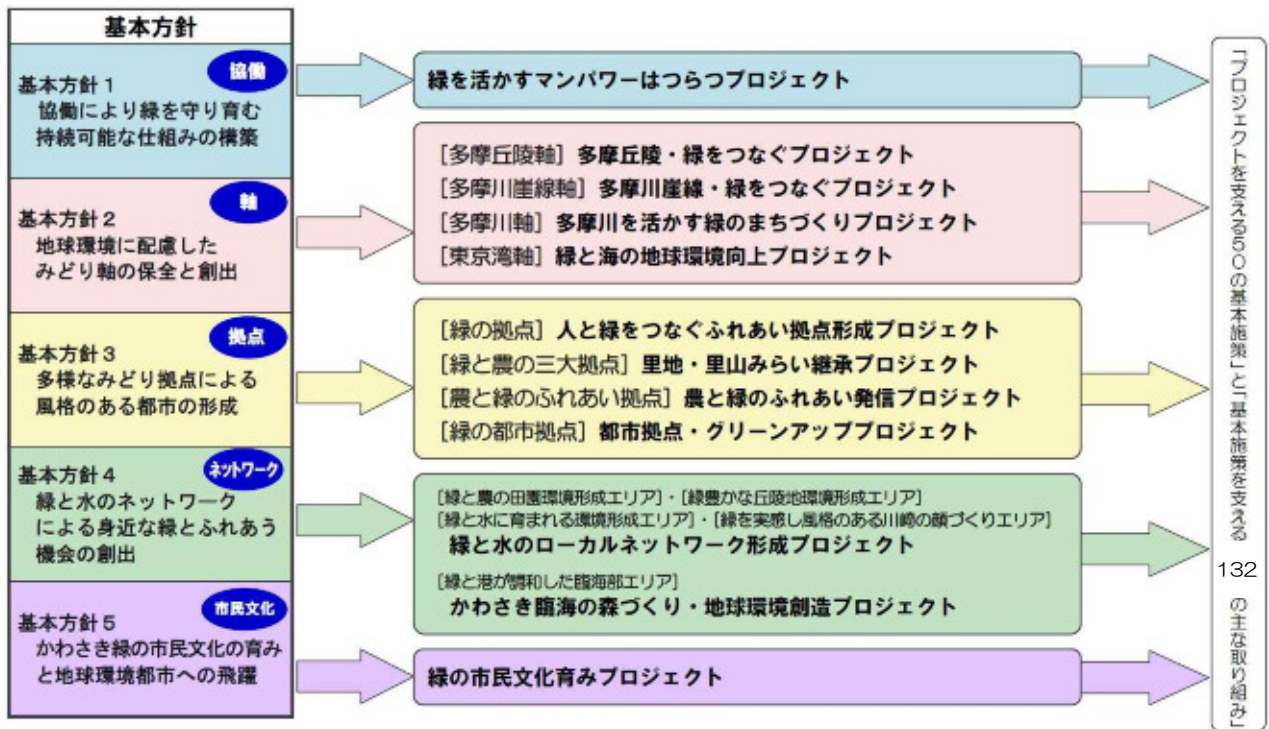 基本方針
協働
基本方針1
協働により緑を守り育む
持続可能な仕組みの構築
軸
基本方針2
地球環境に配慮した
みどり軸の保全と創出
拠点
基本方針3
多様なみどり拠点による
風格のある都市の形成
ネットワーク
基本方針4
緑と水のネットワーク
による身近な緑とふれあう
機会の創出
市民文化
基本方針5
かわさき緑の市民文化の育み
と地球環境都市への飛躍
緑を活かすマンパワーはつらつプロジェクト
[多摩丘陵軸] 多摩丘陵・緑をつなぐプロジェクト
[多摩川崖線軸] 多摩川崖線・緑をつなぐプロジェクト
[多摩川軸] 多摩川を活かす緑のまちづくりプロジェクト
[東京湾軸] 緑と海の地球環境向上プロジェクト
[緑の拠点] 人と緑をつなぐふれあい拠点形成プロジェクト
[緑と農の三大拠点] 里地・里山みらい継承プロジェクト
[農と緑のふれあい拠点] 農と緑のふれあい発信プロジェクト
[緑の都市拠点] 都市拠点・グリーンアッププロジェクト
[緑と農の田園環境形成エリア]・[緑豊かな丘陵地環境形成エリア]
[緑と水に育まれる環境形成エリア]・[緑を実感し風格のある川崎の顔づくりエリア]
緑と水のローカルネットワーク形成プロジェクト
[緑と港が調和した臨海部エリア]
かわさき臨海の森づくり・地球環境創造プロジェクト
緑の市民文化育みプロジェクト
「プロジェクトを支える50の基本施策」と「基本施策を支える132の主な取り組み」